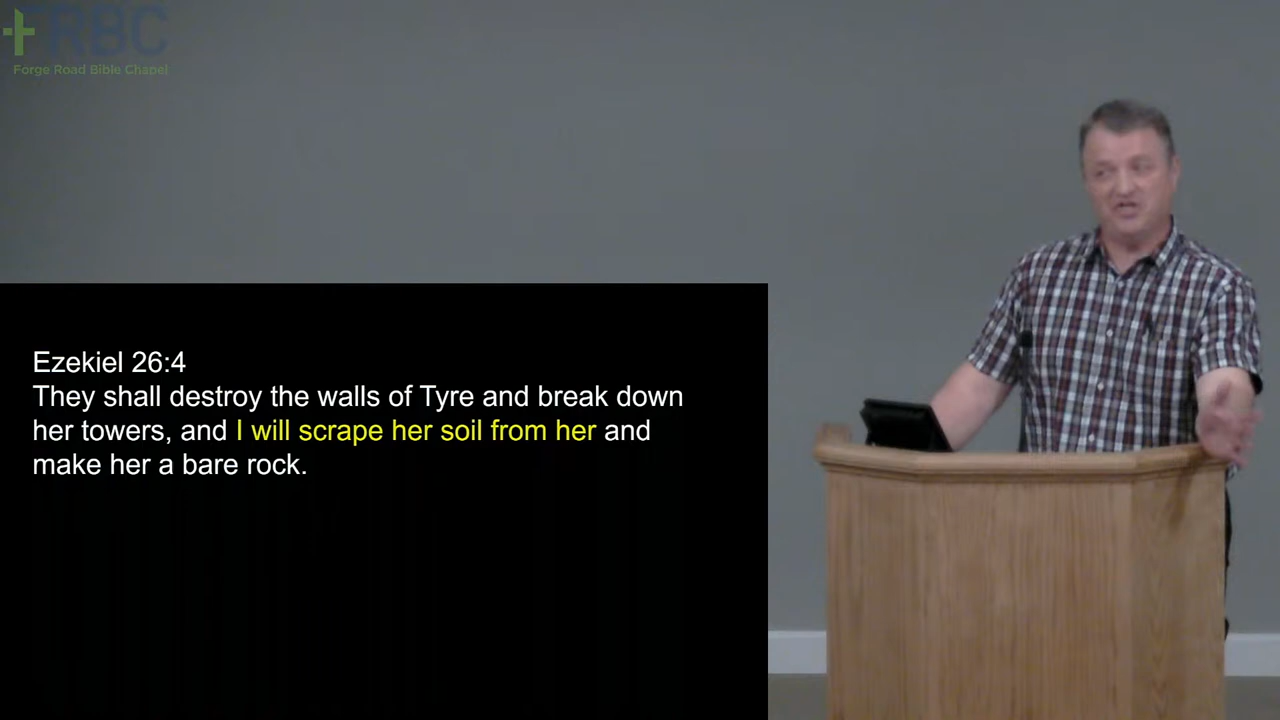 FRBC
Forge Road Bible Chapel
Ezekiel 26:4
They shall destroy the walls of Tyre and break down
her towers, and I will scrape her soil from her and
make her a bare rock.